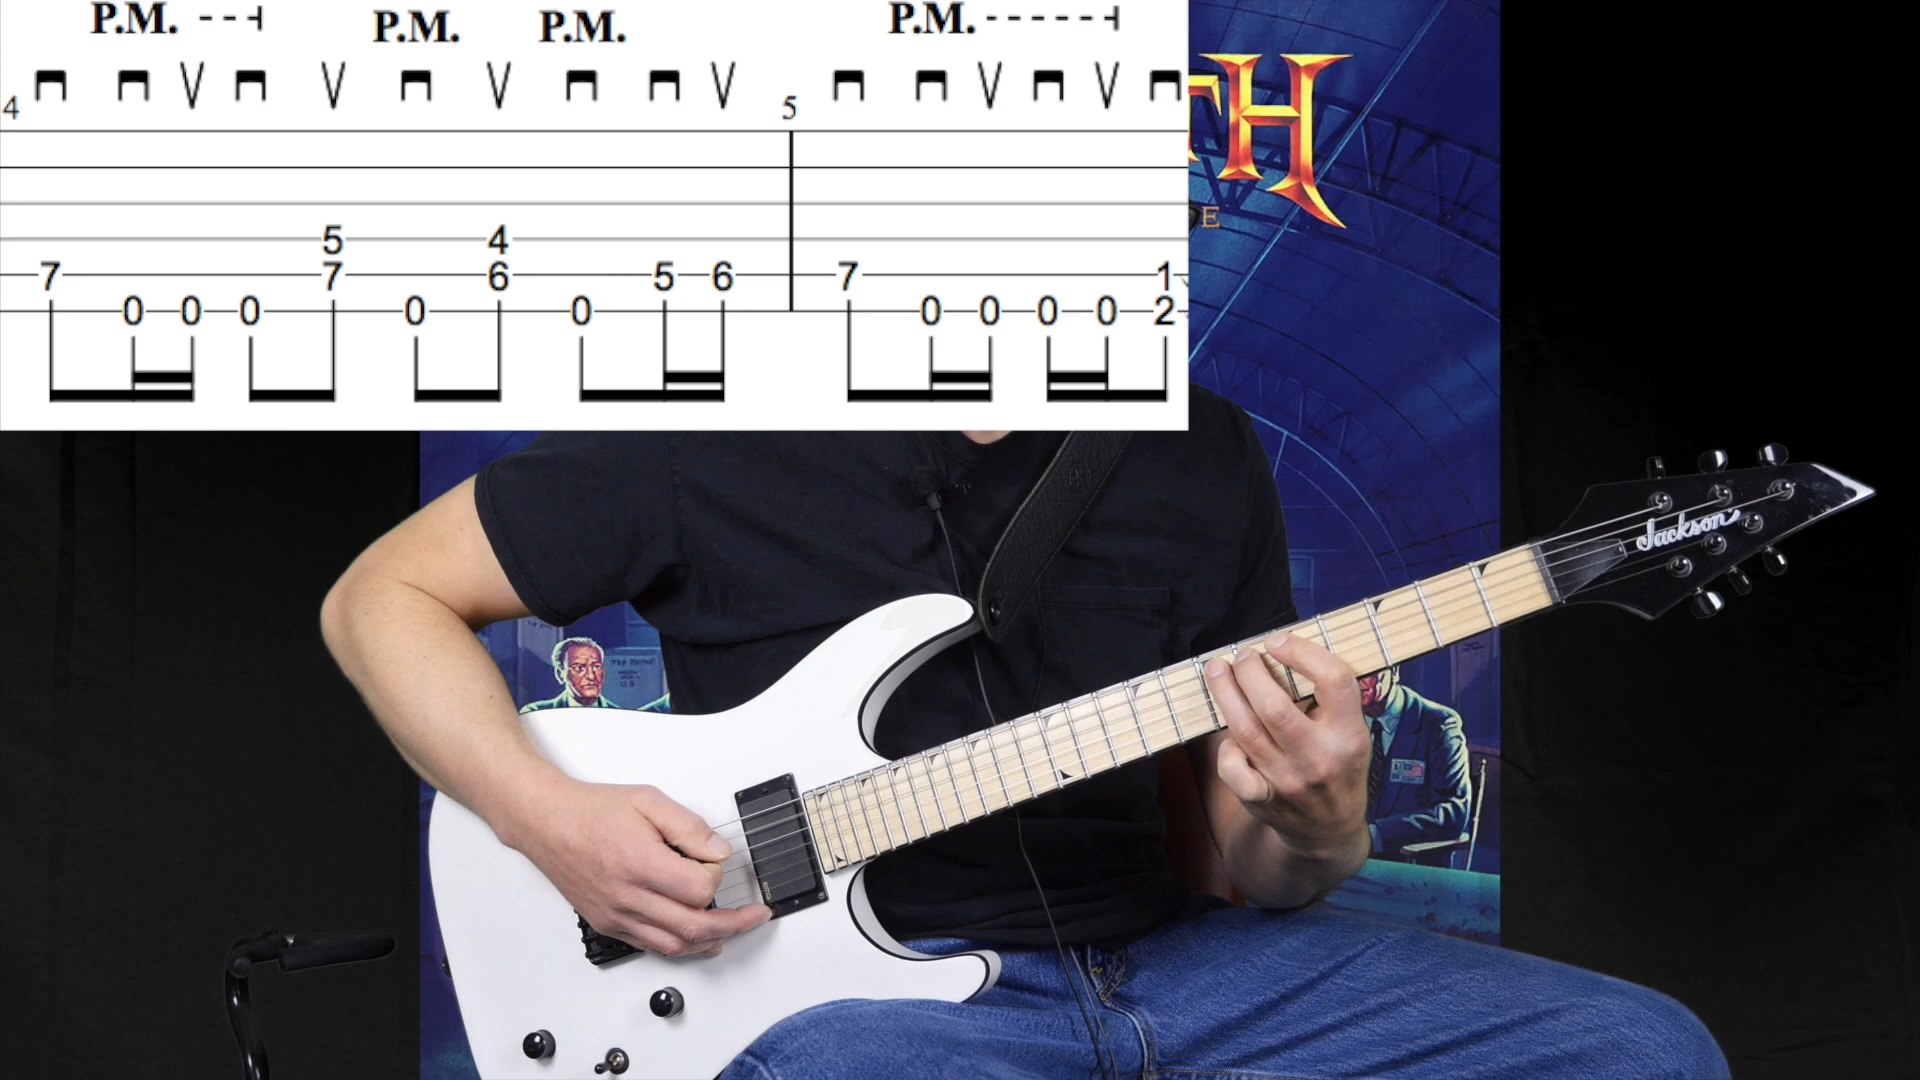 P.M. ---┤ P.M. P.M. P.M. ------┤
4 5
5 4
7 7 6 5 6 7 1
0 0 0 0 0 0 0 0 0 2
TH
E
Jackson